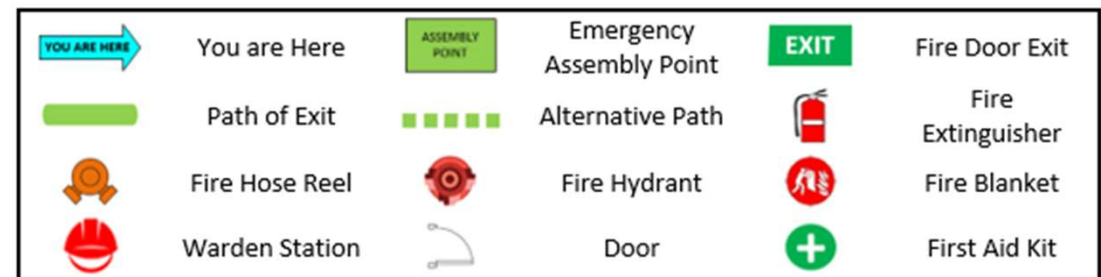 YOU ARE HERE
You are Here
ASSEMBLY
POINT
Emergency
Assembly Point
EXIT
Fire Door Exit
Path of Exit
Alternative Path
Fire
Extinguisher
Fire Hose Reel
Fire Hydrant
Fire Blanket
Warden Station
Door
First Aid Kit